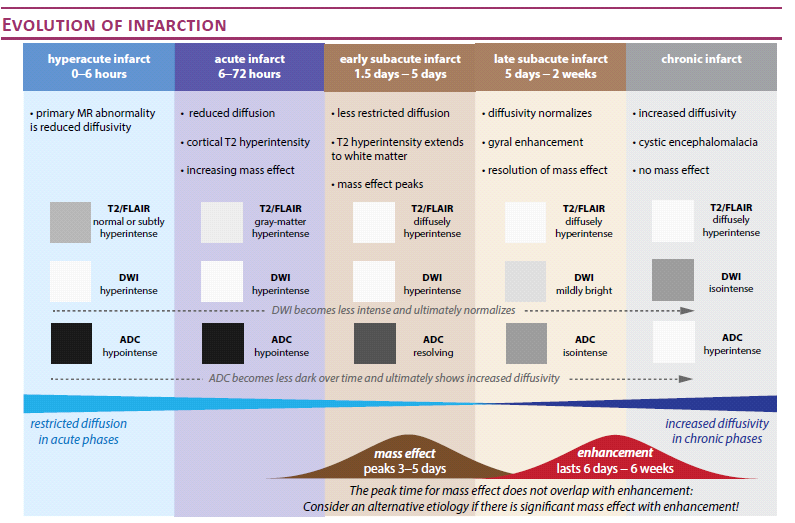 EVOLUTION OF INFARCTION
hyperacute infarct
0–6 hours
• primary MR abnormality
is reduced diffusivity
T2/FLAIR
normal or subtly
hyperintense
DWI
hyperintense
ADC
hypointense
acute infarct
6–72 hours
• reduced diffusion
• cortical T2 hyperintensity
• increasing mass effect
T2/FLAIR
gray-matter
hyperintense
DWI
hyperintense
ADC
hypointense
early subacute infarct
1.5 days – 5 days
• less restricted diffusion
• T2 hyperintensity extends
to white matter
• mass effect peaks
T2/FLAIR
diffusely
hyperintense
DWI
hyperintense
ADC
resolving
late subacute infarct
5 days – 2 weeks
• diffusivity normalizes
• gyral enhancement
• resolution of mass effect
T2/FLAIR
diffusely
hyperintense
DWI
mildly bright
ADC
isointense
chronic infarct
• increased diffusivity
• cystic encephalomalacia
• no mass effect
T2/FLAIR
diffusely
hyperintense
DWI
isointense
ADC
hyperintense
DWI becomes less intense and ultimately normalizes
ADC becomes less dark over time and ultimately shows increased diffusivity
restricted diffusion
in acute phases
increased diffusivity
in chronic phases
mass effect
peaks 3–5 days
enhancement
lasts 6 days – 6 weeks
The peak time for mass effect does not overlap with enhancement:
Consider an alternative etiology if there is significant mass effect with enhancement!